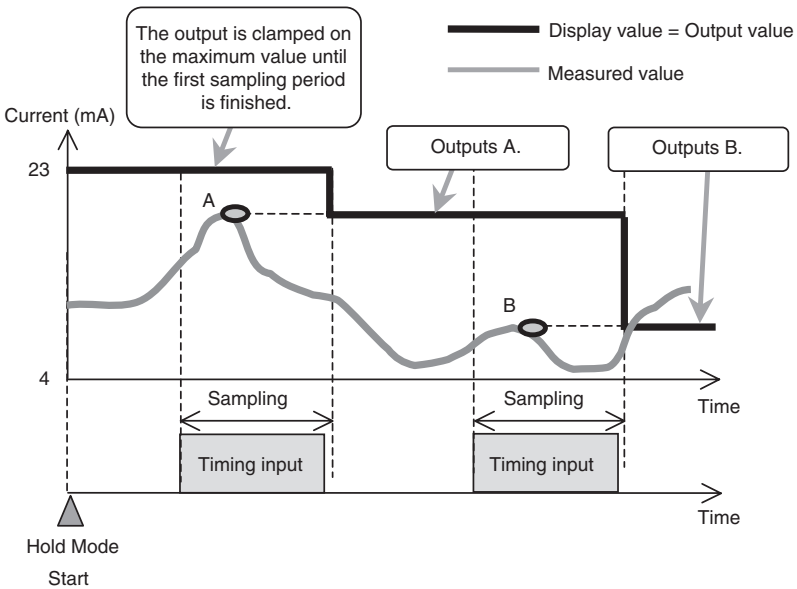 The output is clamped on
the maximum value until
the first sampling period
is finished.
Display value = Output value
Measured value
Current (mA)
Outputs A.
Outputs B.
23
A
B
4
Sampling
Sampling
Time
Timing input
Timing input
Time
Hold Mode
Start